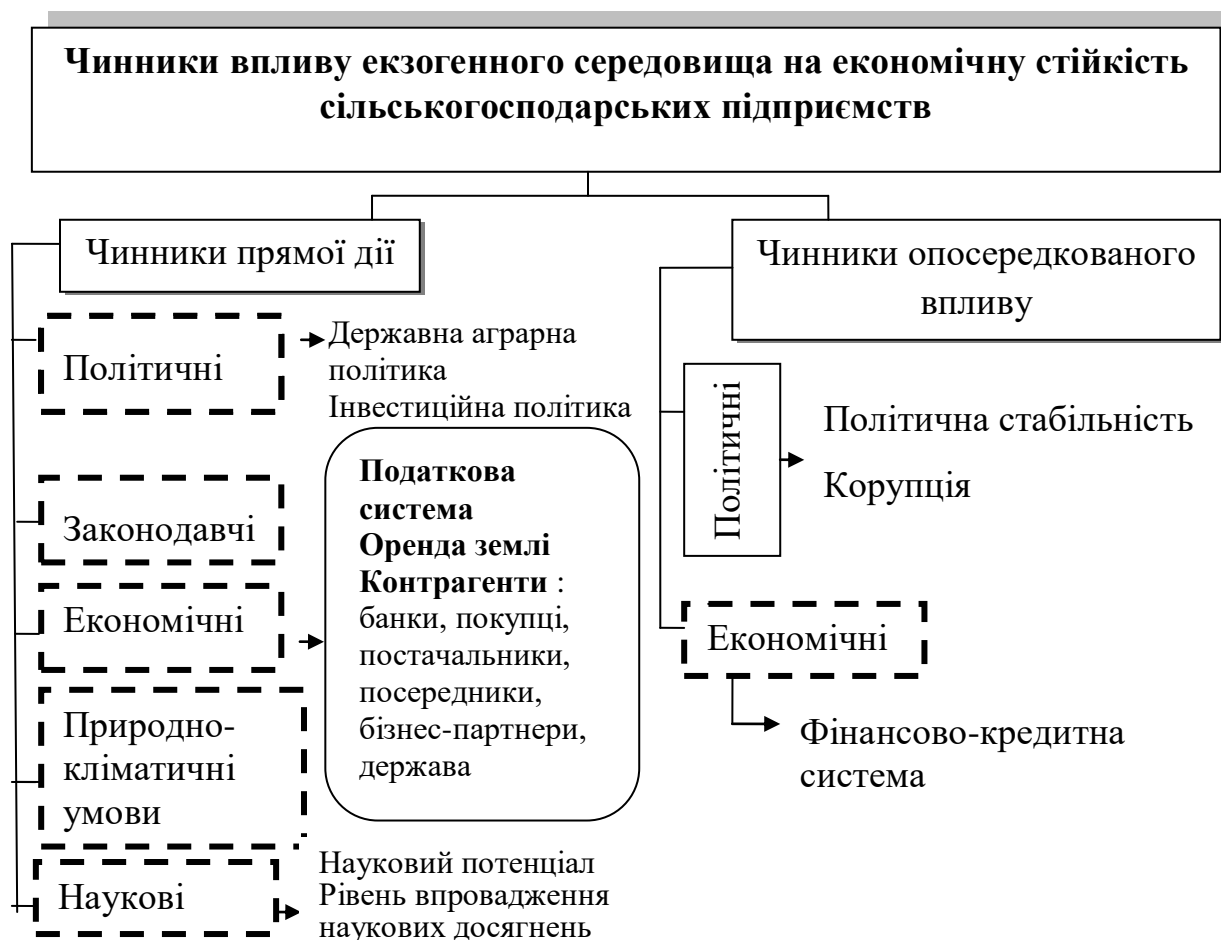 Чинники впливу екзогенного середовища на економічну стійкість
сільськогосподарських підприємств
Чинники прямої дії
Політичні
Державна аграрна
політика
Інвестиційна політика
Законодавчі
Економічні
Податкова
система
Оренда землі
Контрагенти :
банки, покупці,
постачальники,
посередники,
бізнес-партнери,
держава
Природно-
кліматичні
умови
Наукові
Науковий потенціал
Рівень впровадження
наукових досягнень
Чинники опосередкованого
впливу
Політичні
Політична стабільність
Корупція
Економічні
Фінансово-кредитна
система